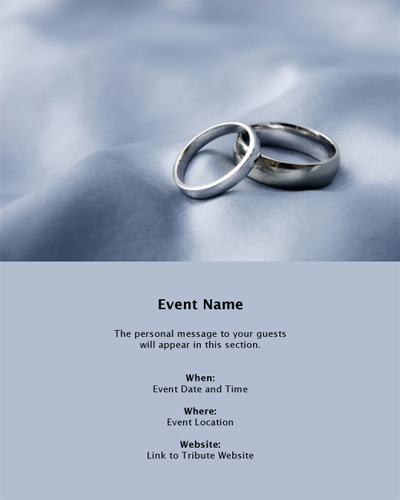 Event Name
The personal message to your guests
will appear in this section.
When:
Event Date and Time
Where:
Event Location
Website:
Link to Tribute Website